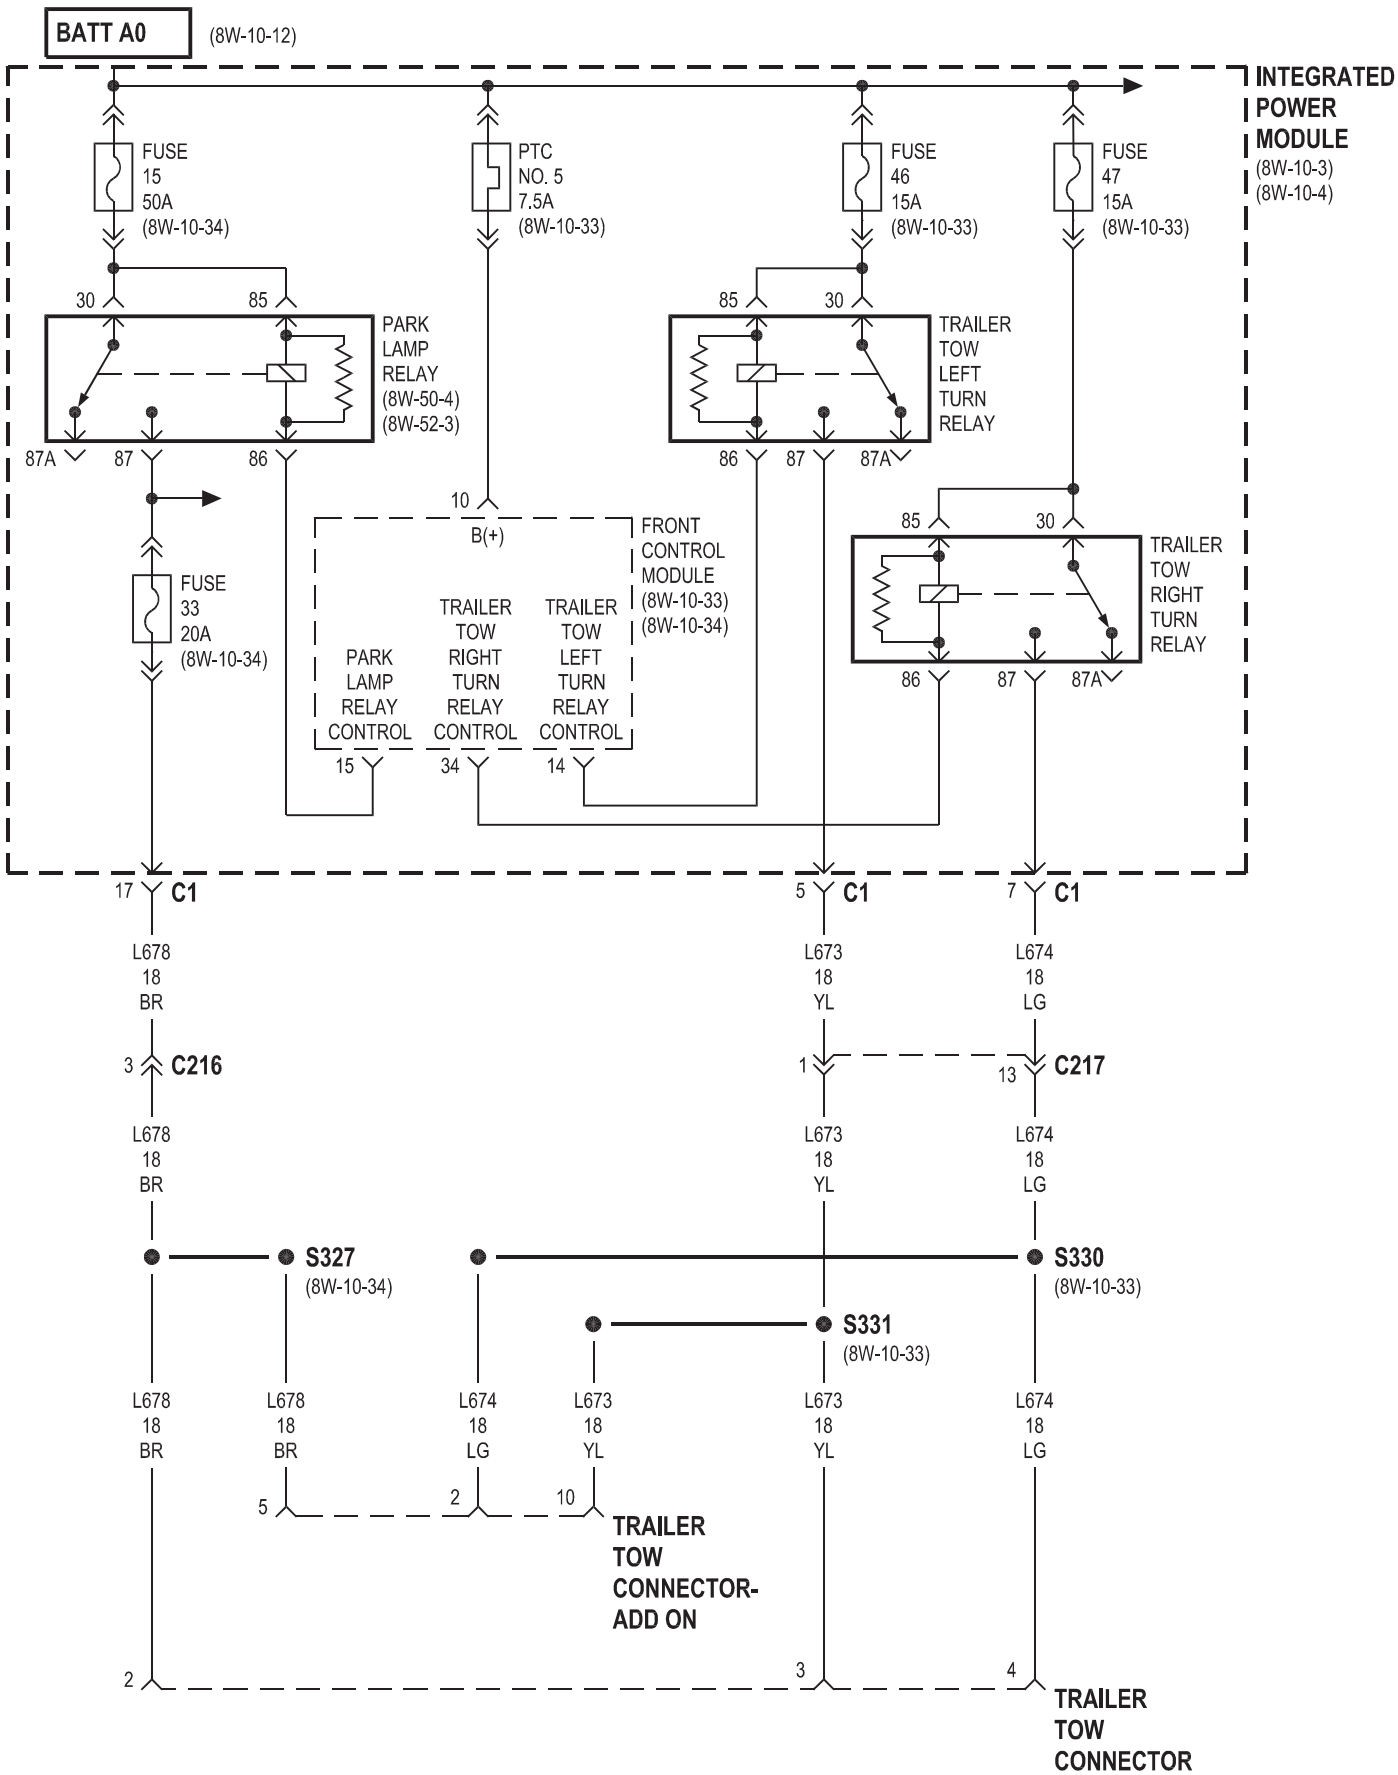 BATT A0
(8W-10-12)
INTEGRATED
POWER
MODULE
(8W-10-3)
(8W-10-4)
FUSE
15
50A
(8W-10-34)
PTC
NO. 5
7.5A
(8W-10-33)
FUSE
46
15A
(8W-10-33)
FUSE
47
15A
(8W-10-33)
30
85
PARK
LAMP
RELAY
(8W-50-4)
(8W-52-3)
87A
87
86
85
30
TRAILER
TOW
LEFT
TURN
RELAY
86
87
87A
10
B(+)
FRONT
CONTROL
MODULE
(8W-10-33)
(8W-10-34)
85
30
TRAILER
TOW
RIGHT
TURN
RELAY
86
87
87A
FUSE
33
20A
(8W-10-34)
PARK
LAMP
RELAY
CONTROL
TRAILER
TOW
RIGHT
TURN
RELAY
CONTROL
TRAILER
TOW
LEFT
TURN
RELAY
CONTROL
15
34
14
17
C1
5
C1
7
C1
L678
18
BR
L673
18
YL
L674
18
LG
3
C216
1
13
C217
L678
18
BR
L673
18
YL
L674
18
LG
S327
(8W-10-34)
S330
(8W-10-33)
S331
(8W-10-33)
L678
18
BR
L678
18
BR
L674
18
LG
L673
18
YL
L673
18
YL
L674
18
LG
5
2
10
TRAILER
TOW
CONNECTOR-
ADD ON
2
3
4
TRAILER
TOW
CONNECTOR